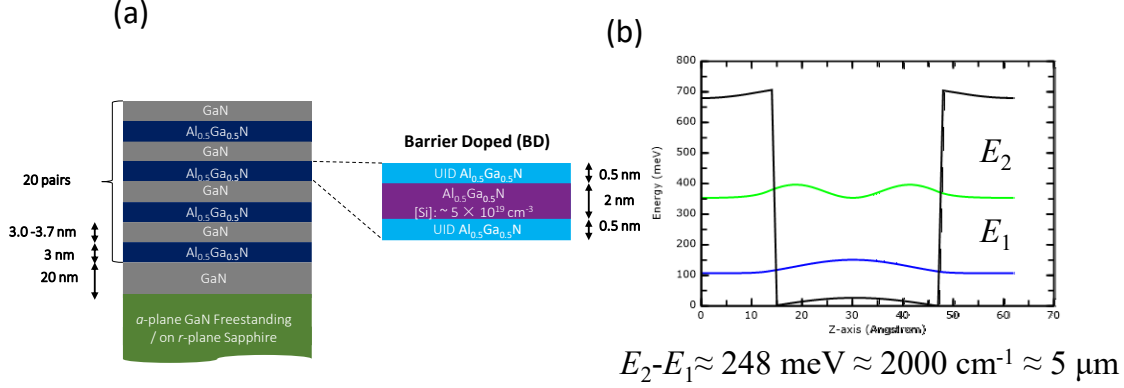 (a)
GaN
Al0.5Ga0.5N
GaN
Al0.5Ga0.5N
GaN
Al0.5Ga0.5N
GaN
Al0.5Ga0.5N
GaN
20 pairs
3.0 -3.7 nm
3 nm
20 nm
a-plane GaN Freestanding
/ on r-plane Sapphire
Barrier Doped (BD)
UID Al0.5Ga0.5N
Al0.5Ga0.5N
[Si]: ~ 5 × 10^19 cm^-3
UID Al0.5Ga0.5N
0.5 nm
2 nm
0.5 nm
(b)
800
700
600
500
400
300
200
100
0
Energy (meV)
E2
E1
0 10 20 30 40 50 60 70
Z-axis (Angstrom)
E2-E1≈ 248 meV ≈ 2000 cm^-1 ≈ 5 μm